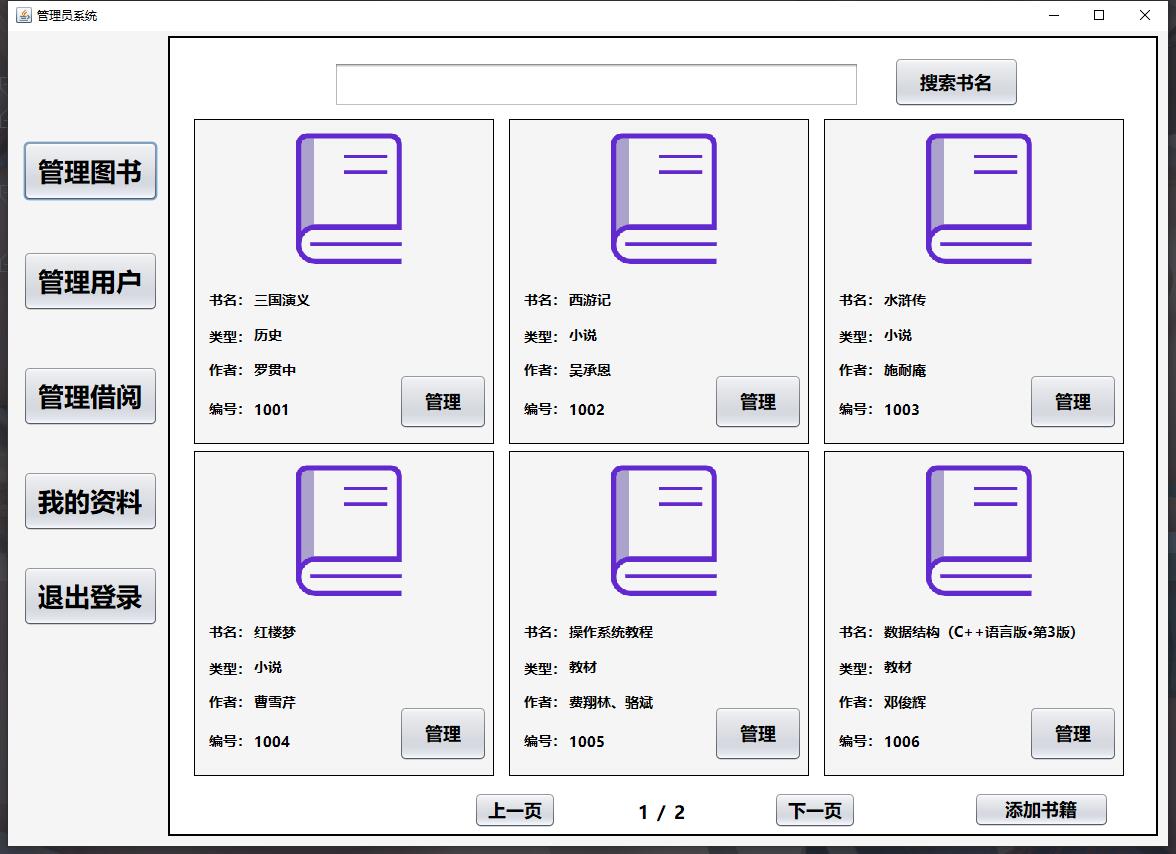 管理员系统
搜索书名
管理图书
管理用户
管理借阅
我的资料
退出登录
书名: 三国演义
类型: 历史
作者: 罗贯中
编号: 1001
管理
书名: 西游记
类型: 小说
作者: 吴承恩
编号: 1002
管理
书名: 水浒传
类型: 小说
作者: 施耐庵
编号: 1003
管理
书名: 红楼梦
类型: 小说
作者: 曹雪芹
编号: 1004
管理
书名: 操作系统教程
类型: 教材
作者: 费翔林、骆斌
编号: 1005
管理
书名: 数据结构（C++语言版•第3版）
类型: 教材
作者: 邓俊辉
编号: 1006
管理
上一页
1 / 2
下一页
添加书籍